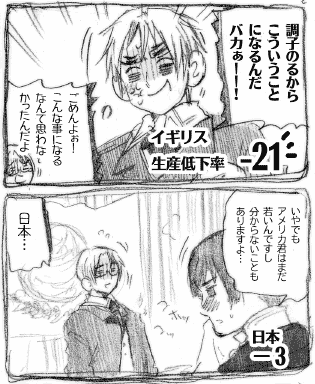 調子のるから
こういうこと
になるんだ
バカぁーー!!
ごめんよぉ!
こんな事になる
なんて思わな
かったんだよ
イギリス
生産低下率
-21
いやでも
アメリカ君はまだ
若いんですし
分からないことも
ありますよ…
日本…
日本
ー3